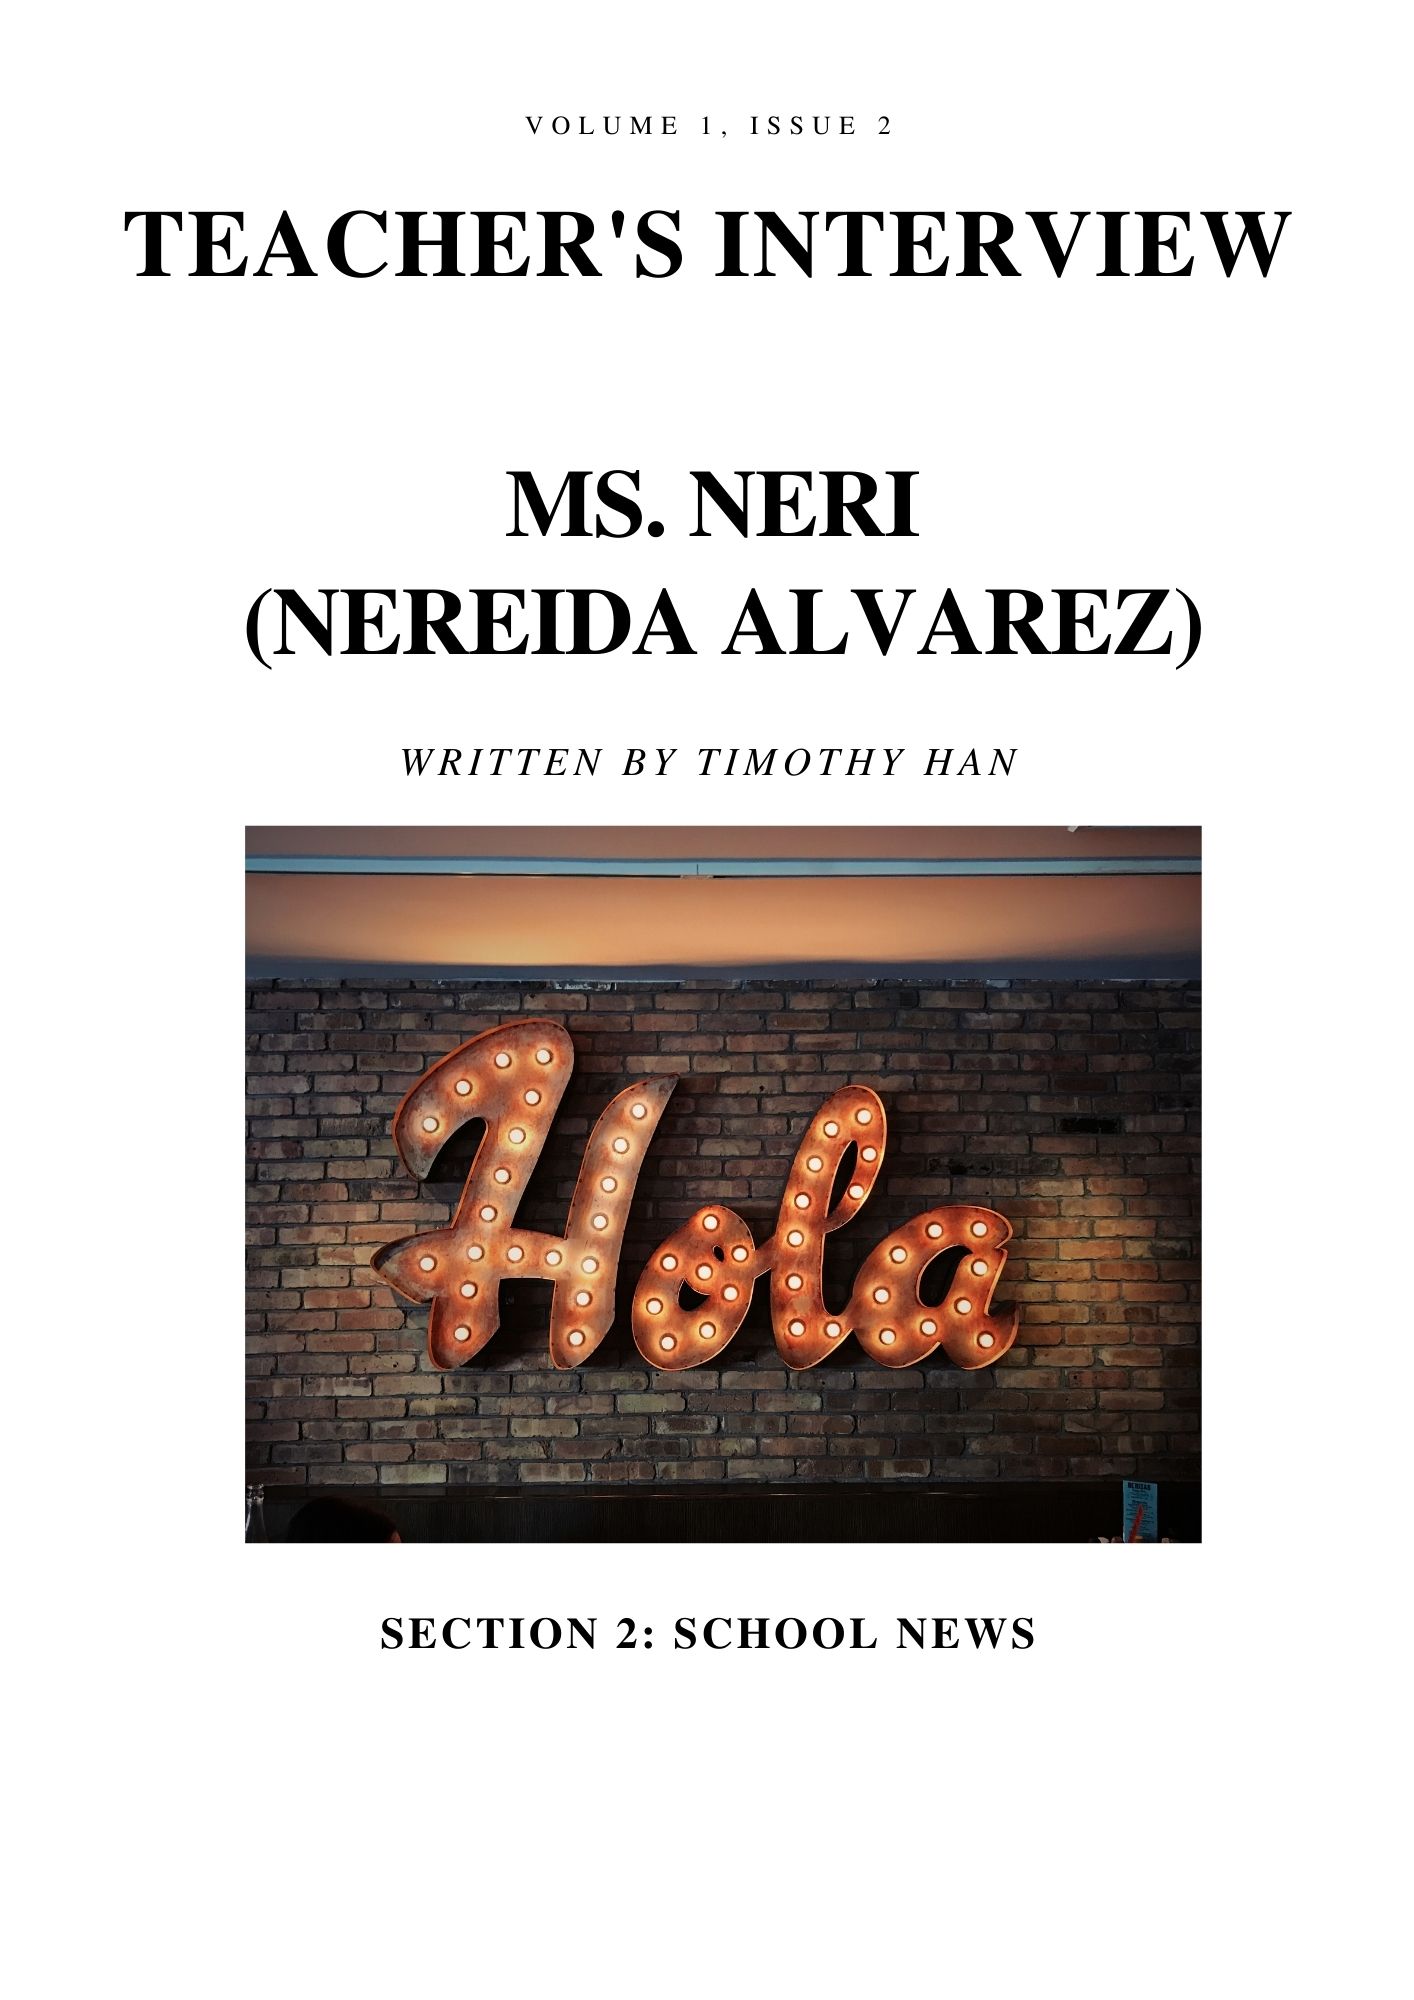 VOLUME 1, ISSUE 2
TEACHER'S INTERVIEW
MS. NERI
(NEREIDA ALVAREZ)
WRITTEN BY TIMOTHY HAN
Hola
SECTION 2: SCHOOL NEWS